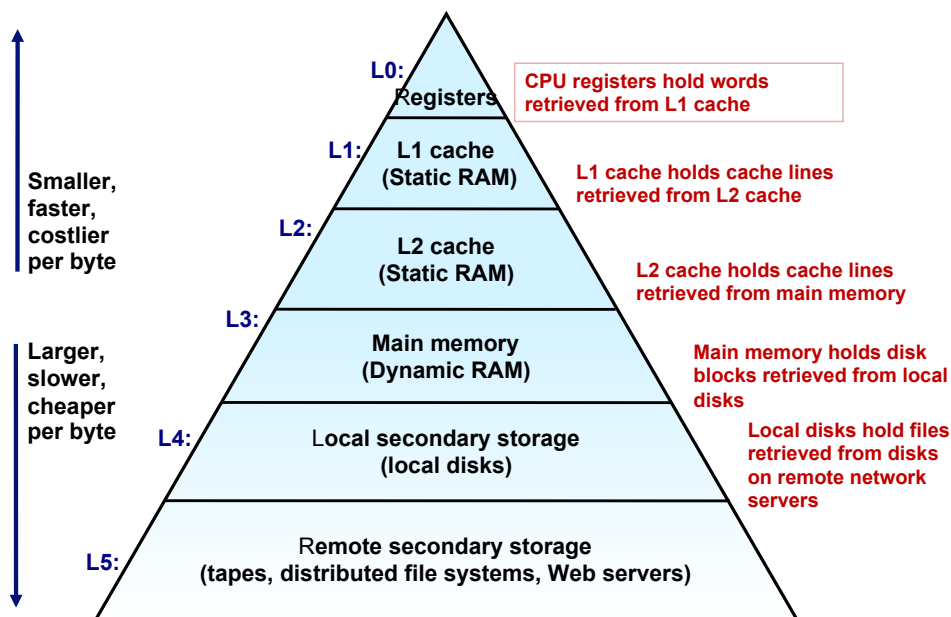 L0:
Registers
CPU registers hold words
retrieved from L1 cache
L1:
L1 cache
(Static RAM)
L1 cache holds cache lines
retrieved from L2 cache
Smaller,
faster,
costlier
per byte
L2:
L2 cache
(Static RAM)
L2 cache holds cache lines
retrieved from main memory
L3:
Main memory
(Dynamic RAM)
Main memory holds disk
blocks retrieved from local
disks
Larger,
slower,
cheaper
per byte
L4:
Local secondary storage
(local disks)
Local disks hold files
retrieved from disks
on remote network
servers
L5:
Remote secondary storage
(tapes, distributed file systems, Web servers)